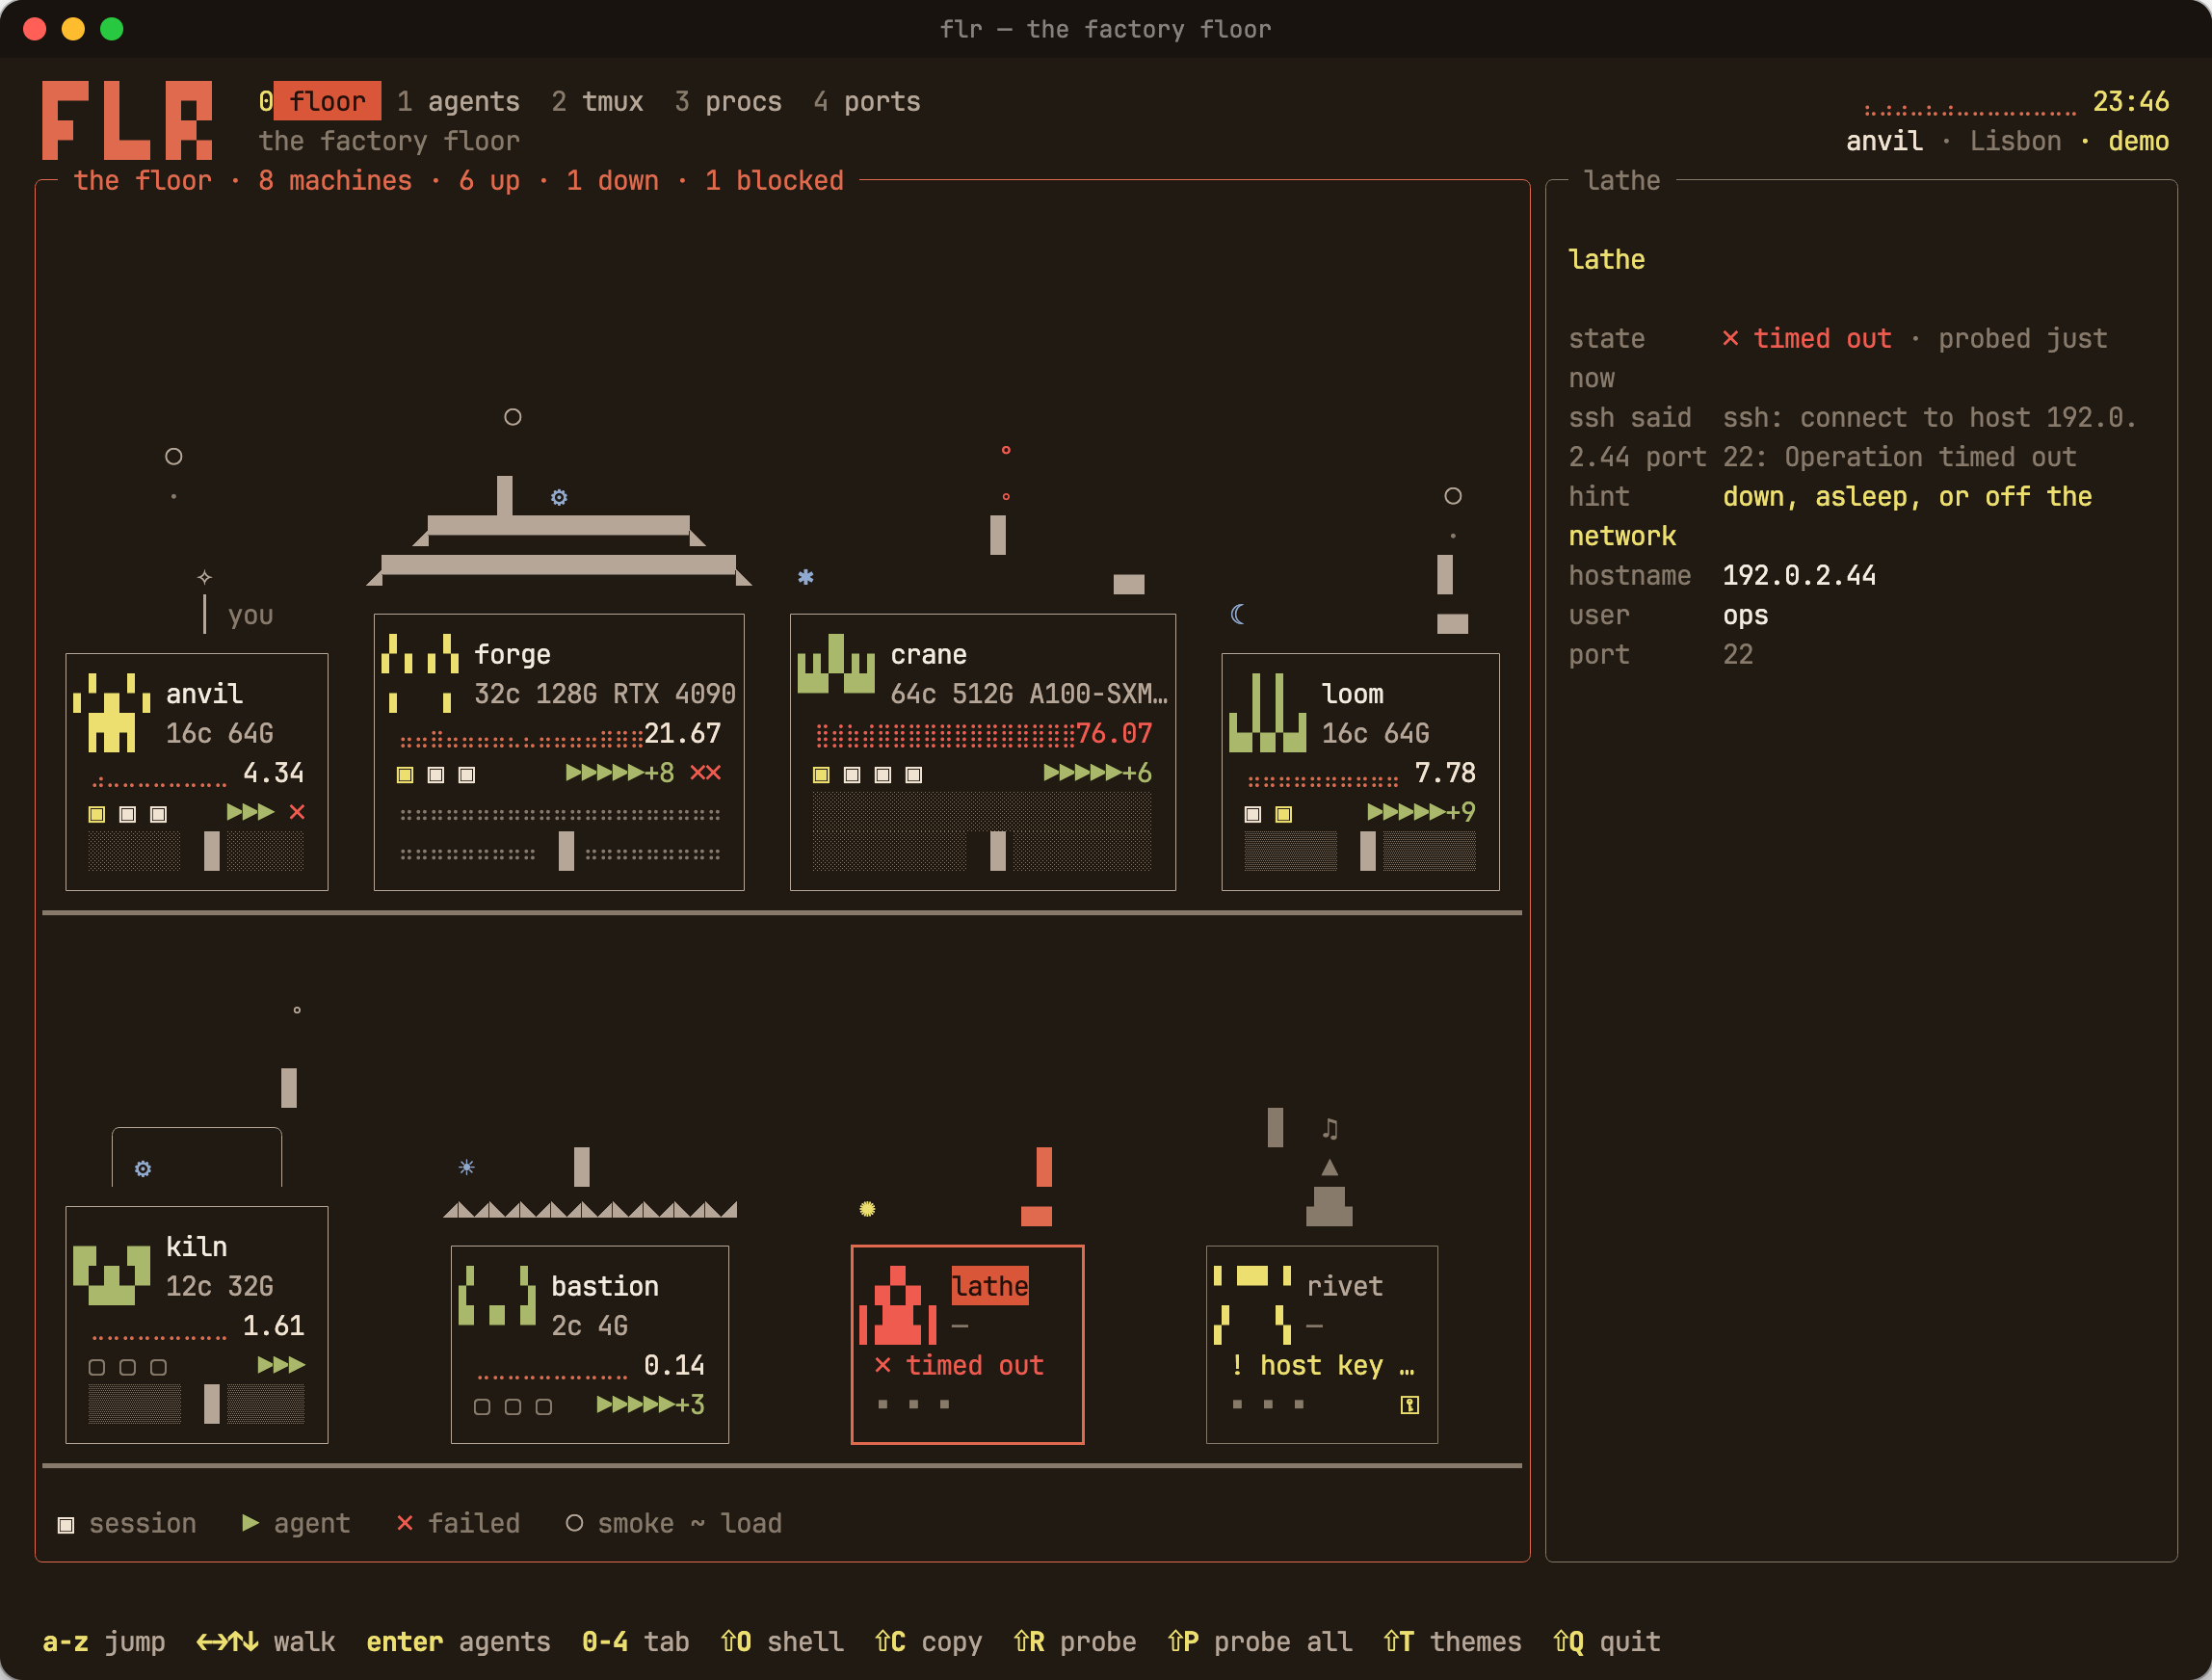 flr — the factory floor
FLR
0 floor 1 agents 2 tmux 3 procs 4 ports
23:46
the factory floor
anvil · Lisbon · demo
the floor · 8 machines · 6 up · 1 down · 1 blocked
lathe
lathe
state ✕ timed out · probed just
now
ssh said ssh: connect to host 192.0.
2.44 port 22: Operation timed out
hint down, asleep, or off the
network
hostname 192.0.2.44
user ops
port 22
you
anvil
16c 64G
4.34
▶▶▶ ✕
forge
32c 128G RTX 4090
21.67
▶▶▶▶▶+8 ✕✕
crane
64c 512G A100-SXM…
76.07
▶▶▶▶▶+6
loom
16c 64G
7.78
▶▶▶▶▶+9
kiln
12c 32G
1.61
▶▶▶
bastion
2c 4G
0.14
▶▶▶▶▶+3
lathe
—
✕ timed out
rivet
—
! host key …
▣ session ▶ agent ✕ failed ○ smoke ~ load
a-z jump ←→↑↓ walk enter agents 0-4 tab ⇧O shell ⇧C copy ⇧R probe ⇧P probe all ⇧T themes ⇧Q quit